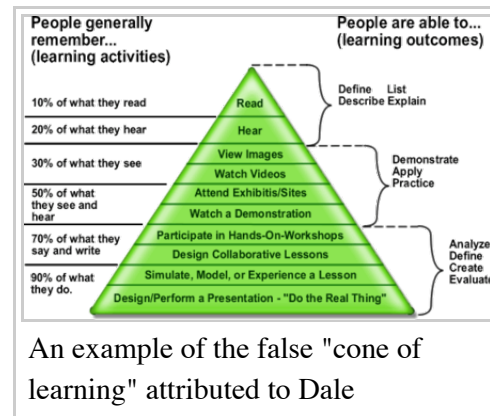 People generally
remember...
(learning activities)
People are able to...
(learning outcomes)
10% of what they read
Read
Define List
Describe Explain
20% of what they hear
Hear
30% of what they see
View Images
Watch Videos
Demonstrate
Apply
Practice
50% of what
they see and
hear
Attend Exhibitis/Sites
Watch a Demonstration
70% of what they
say and write
Participate in Hands-On-Workshops
Design Collaborative Lessons
Analyze
Define
Create
Evaluate
90% of what
they do.
Simulate, Model, or Experience a Lesson
Design/Perform a Presentation - "Do the Real Thing"
An example of the false "cone of
learning" attributed to Dale